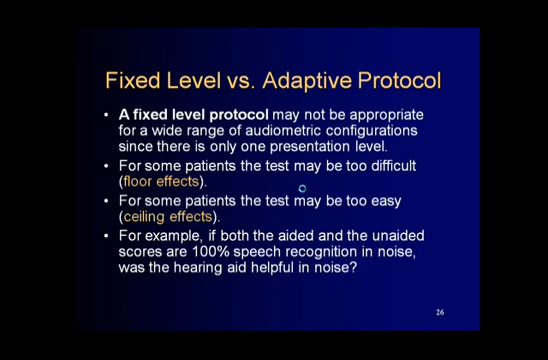 Fixed Level vs. Adaptive Protocol
• A fixed level protocol may not be appropriate
for a wide range of audiometric configurations
since there is only one presentation level.
• For some patients the test may be too difficult
(floor effects).
• For some patients the test may be too easy
(ceiling effects).
• For example, if both the aided and the unaided
scores are 100% speech recognition in noise,
was the hearing aid helpful in noise?
26